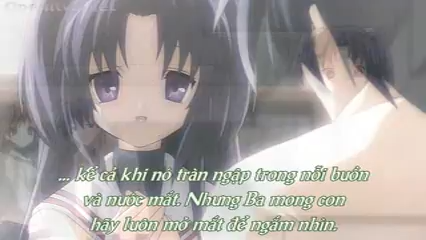 ... kể cả khi nó tràn ngập trong nỗi buồn
và nước mắt. Nhưng Ba mong con
hãy luôn mở mắt để ngắm nhìn.